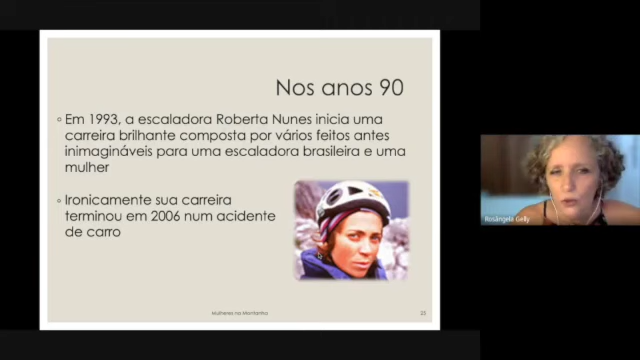 Nos anos 90
Em 1993, a escaladora Roberta Nunes inicia uma
carreira brilhante composta por vários feitos antes
inimagináveis para uma escaladora brasileira e uma
mulher
Ironicamente sua carreira
terminou em 2006 num acidente
de carro
Mulheres na Montanha
25
Rosângela Gelly